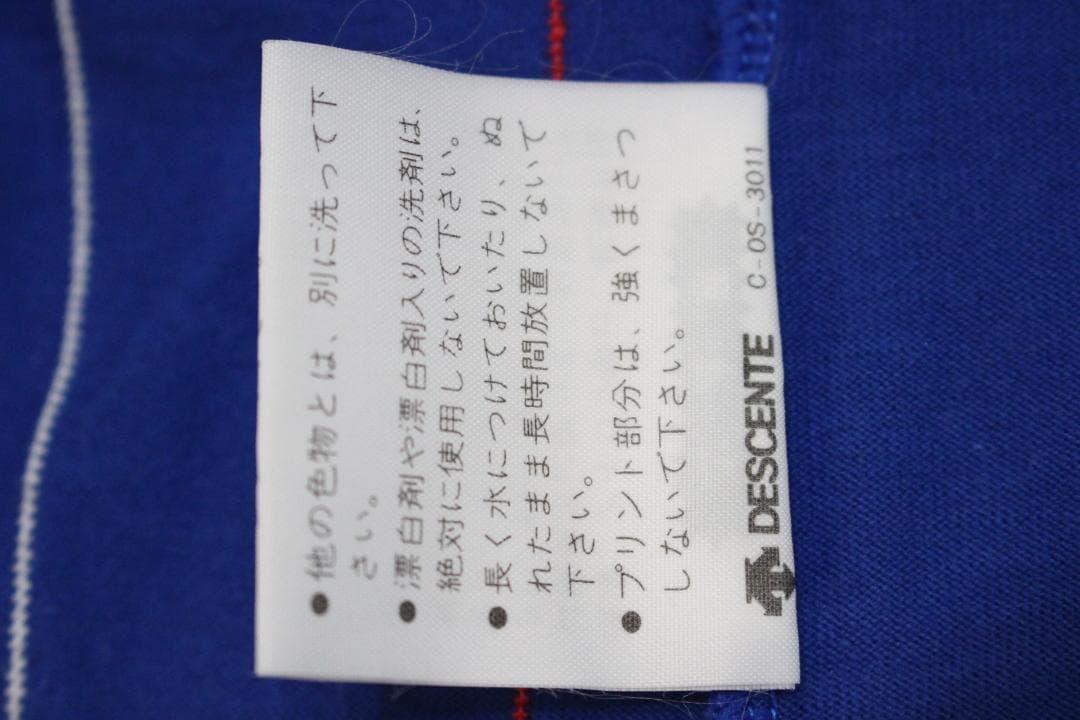 ●他の色物とは、別に洗って下
さい。
●漂白剤や漂白剤入りの洗剤は、
絶対に使用しないで下さい。
●長く水につけておいたり、ぬ
れたまま長時間放置しないで
下さい。
●プリント部分は、強くまさつ
しないで下さい。
DESCENTE C-OS-3011